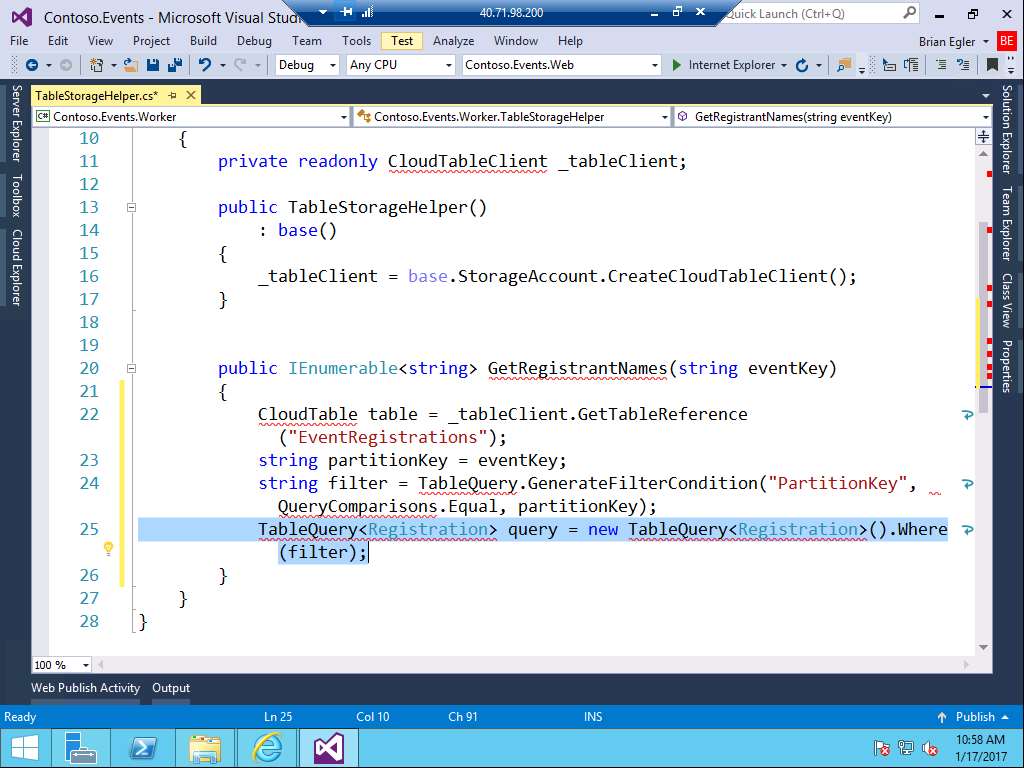 Contoso.Events - Microsoft Visual Studi
40.71.98.200
Quick Launch (Ctrl+Q)
File Edit View Project Build Debug Team Tools Test Analyze Window Help
Brian Egler BE
Debug Any CPU Contoso.Events.Web Internet Explorer
Server Explorer
Toolbox
Cloud Explorer
TableStorageHelper.cs*
C# Contoso.Events.Worker Contoso.Events.Worker.TableStorageHelper GetRegistrantNames(string eventKey)
10 {
11 private readonly CloudTableClient _tableClient;
12
13 public TableStorageHelper()
14 : base()
15 {
16 _tableClient = base.StorageAccount.CreateCloudTableClient();
17 }
18
19
20 public IEnumerable<string> GetRegistrantNames(string eventKey)
21 {
22 CloudTable table = _tableClient.GetTableReference
("EventRegistrations");
23 string partitionKey = eventKey;
24 string filter = TableQuery.GenerateFilterCondition("PartitionKey",
QueryComparisons.Equal, partitionKey);
25 TableQuery<Registration> query = new TableQuery<Registration>().Where
(filter);
26 }
27 }
28 }
Solution Explorer
Team Explorer
Class View
Properties
100 %
Web Publish Activity Output
Ready Ln 25 Col 10 Ch 91 INS Publish
10:58 AM
1/17/2017